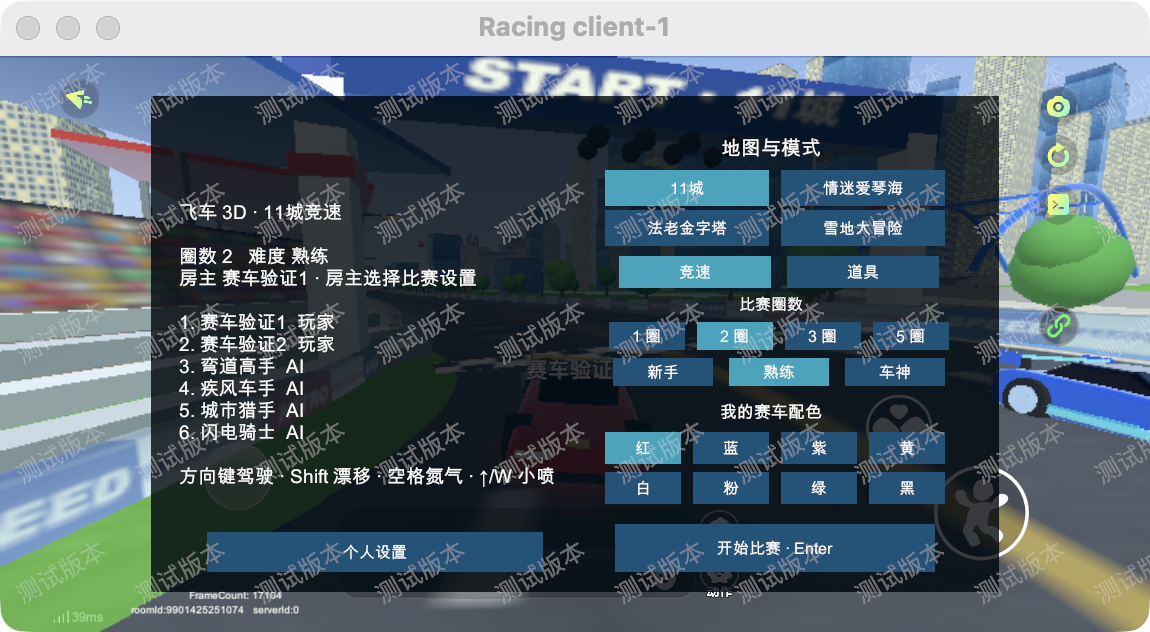 Racing client-1
START · 11城
地图与模式
11城 情迷爱琴海
法老金字塔 雪地大冒险
竞速 道具
比赛圈数
1 圈 2 圈 3 圈 5 圈
新手 熟练 车神
我的赛车配色
红 蓝 紫 黄
白 粉 绿 黑
开始比赛 · Enter
飞车 3D · 11城竞速
圈数 2 难度 熟练
房主 赛车验证1 · 房主选择比赛设置
1. 赛车验证1 玩家
2. 赛车验证2 玩家
3. 弯道高手 AI
4. 疾风车手 AI
5. 城市猎手 AI
6. 闪电骑士 AI
方向键驾驶 · Shift 漂移 · 空格氮气 · ↑/W 小喷
个人设置
赛车验证
动作
EED
FrameCount: 17104
roomId:9901425251074 serverId:0
39ms
测试版本